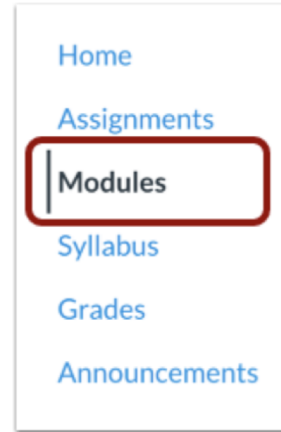 Home
Assignments
Modules
Syllabus
Grades
Announcements